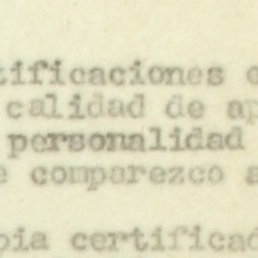 tificaciones
calidad de ap
personalidad
e comparezco a
pia certificad